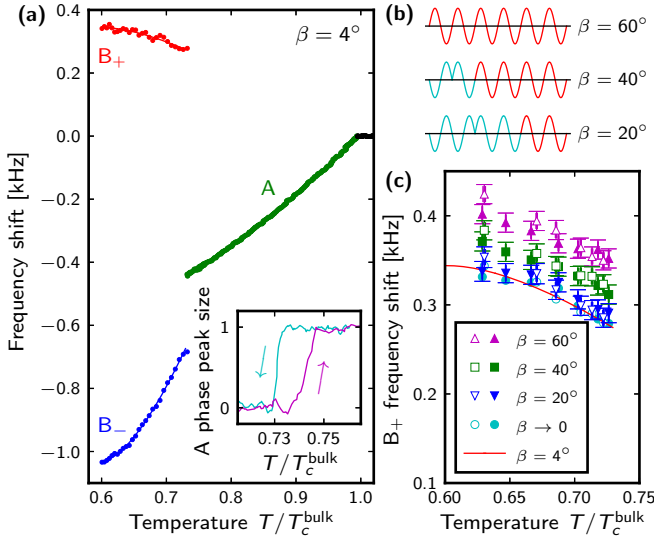 (a)
β = 4°
B₊
A
B₋
Frequency shift [kHz]
0.4
0.2
0.0
−0.2
−0.4
−0.6
−0.8
−1.0
0.6
0.7
0.8
0.9
1.0
Temperature T/T_c^bulk
A phase peak size
1
0
0.73
0.75
T/T_c^bulk
(b)
β = 60°
β = 40°
β = 20°
(c)
B₊ frequency shift [kHz]
0.4
0.3
0.2
0.1
β = 60°
β = 40°
β = 20°
β → 0
β = 4°
0.60
0.65
0.70
0.75
Temperature T/T_c^bulk